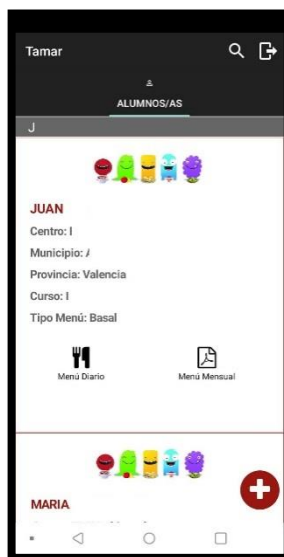 Tamar
ALUMNOS/AS
J
JUAN
Centro: I
Municipio: A
Provincia: Valencia
Curso: I
Tipo Menú: Basal
Menú Diario
Menú Mensual
MARIA